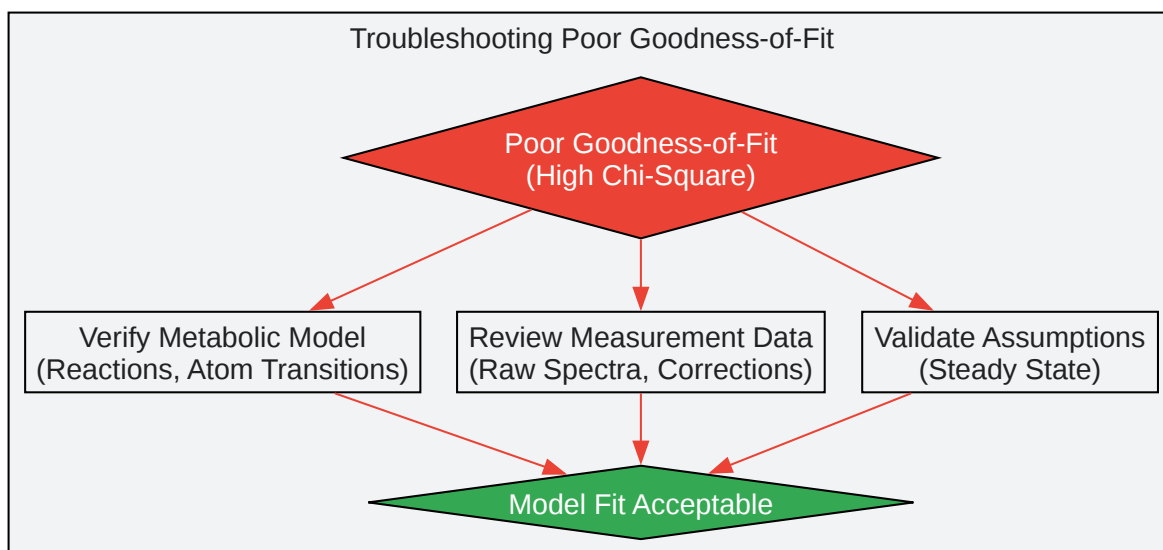 Troubleshooting Poor Goodness-of-Fit
Poor Goodness-of-Fit
(High Chi-Square)
Verify Metabolic Model
(Reactions, Atom Transitions)
Review Measurement Data
(Raw Spectra, Corrections)
Validate Assumptions
(Steady State)
Model Fit Acceptable